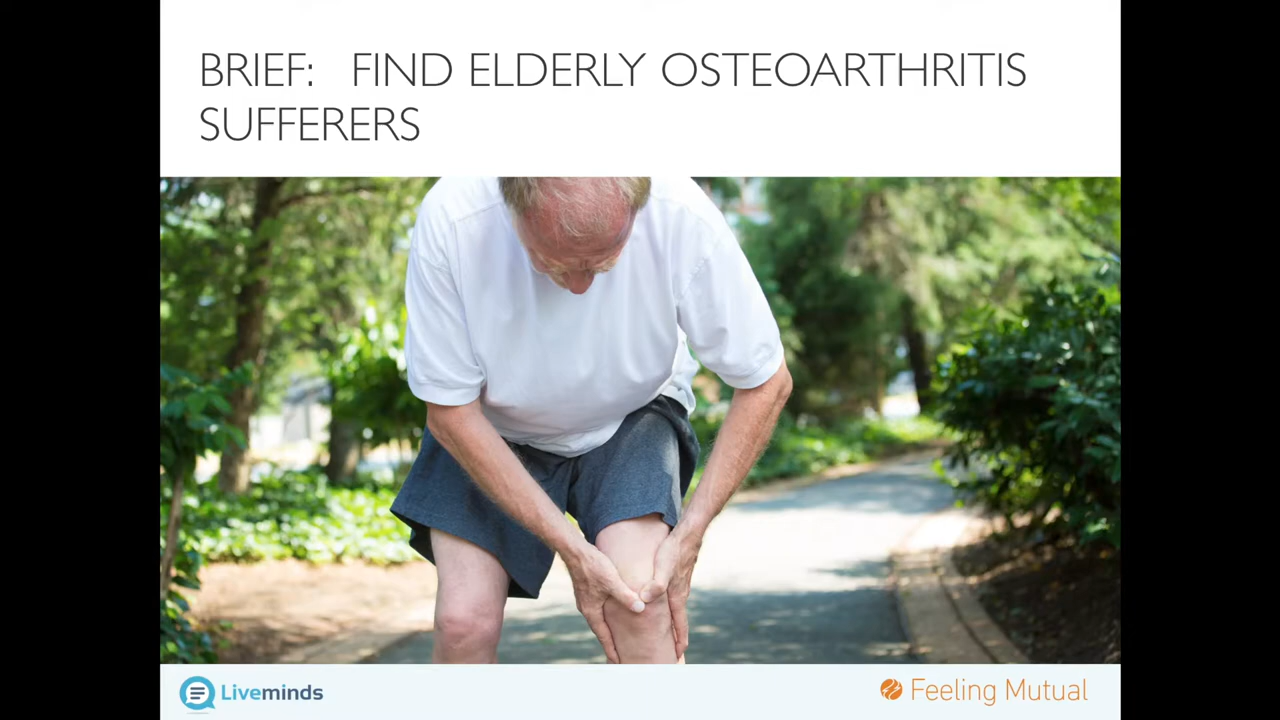 BRIEF: FIND ELDERLY OSTEOARTHRITIS
SUFFERERS
Liveminds
Feeling Mutual